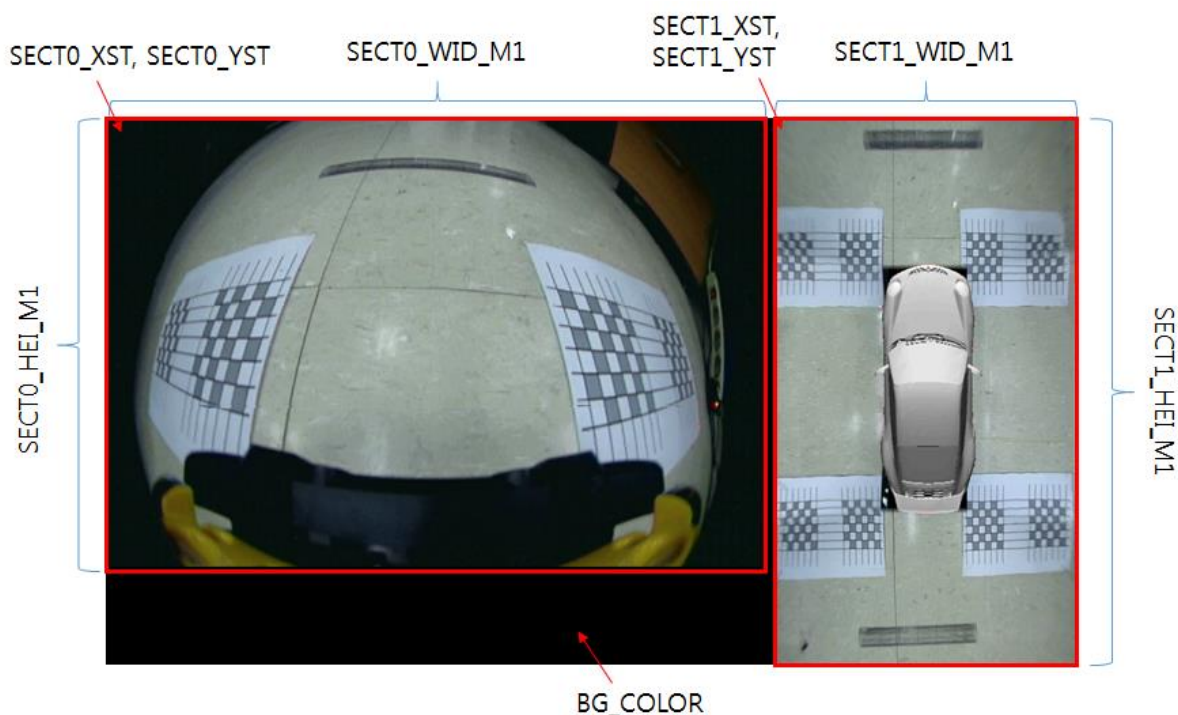 SECT0_XST, SECT0_YST
SECT0_WID_M1
SECT1_XST,
SECT1_YST
SECT1_WID_M1
SECT0_HEI_M1
SECT1_HEI_M1
BG_COLOR